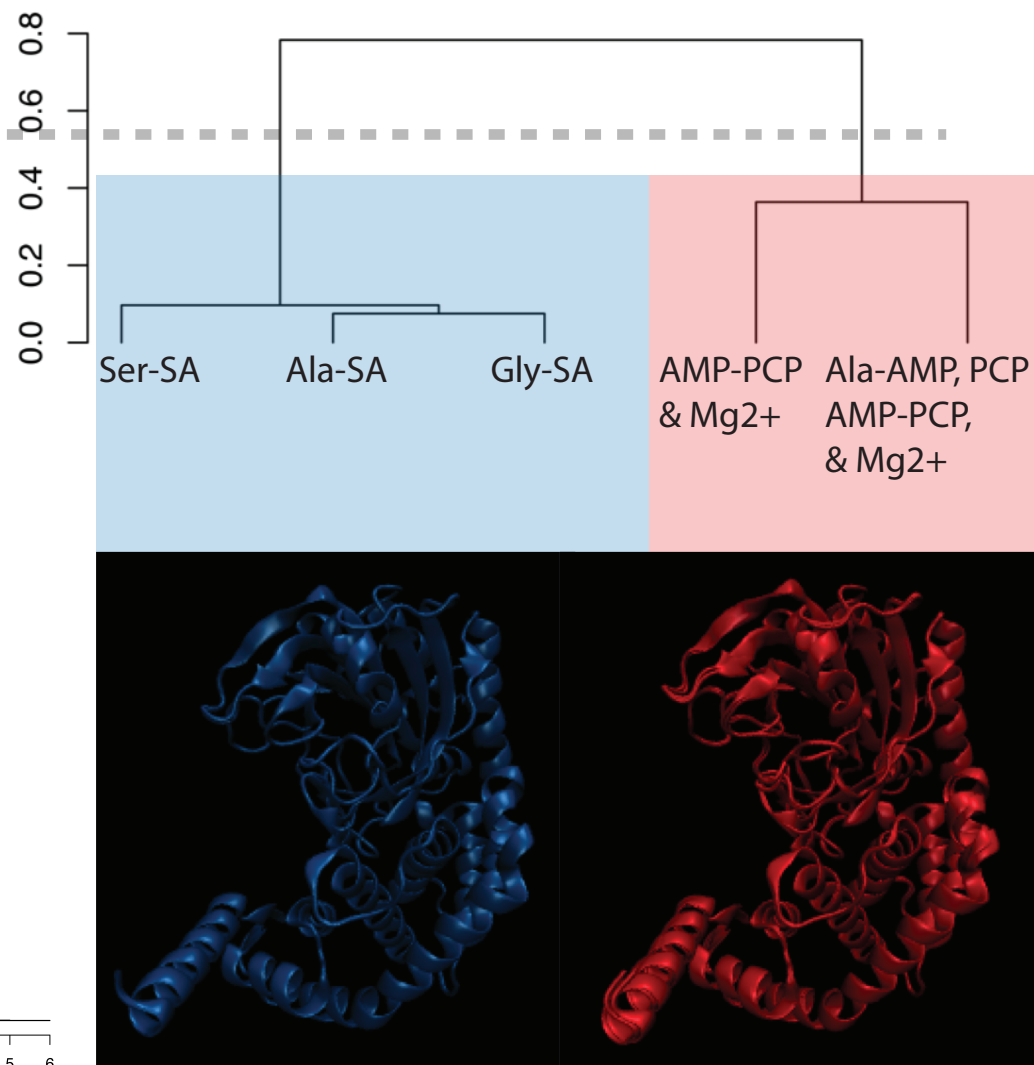 0.8
0.6
0.4
0.2
0.0
Ser-SA
Ala-SA
Gly-SA
AMP-PCP
& Mg2+
Ala-AMP, PCP
AMP-PCP,
& Mg2+
5
6